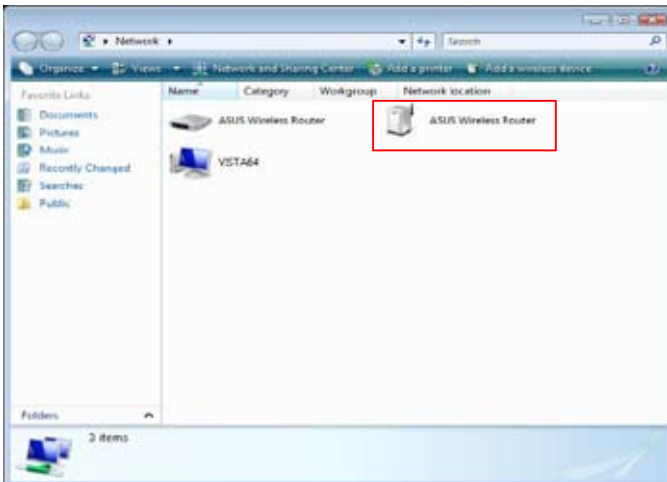 Network
Search
Organize Views Network and Sharing Center Add a printer Add a wireless device
Favorite Links
Name Category Workgroup Network location
Documents
Pictures
Music
Recently Changed
Searches
Public
ASUS Wireless Router
ASUS Wireless Router
VISTA64
Folders
3 items